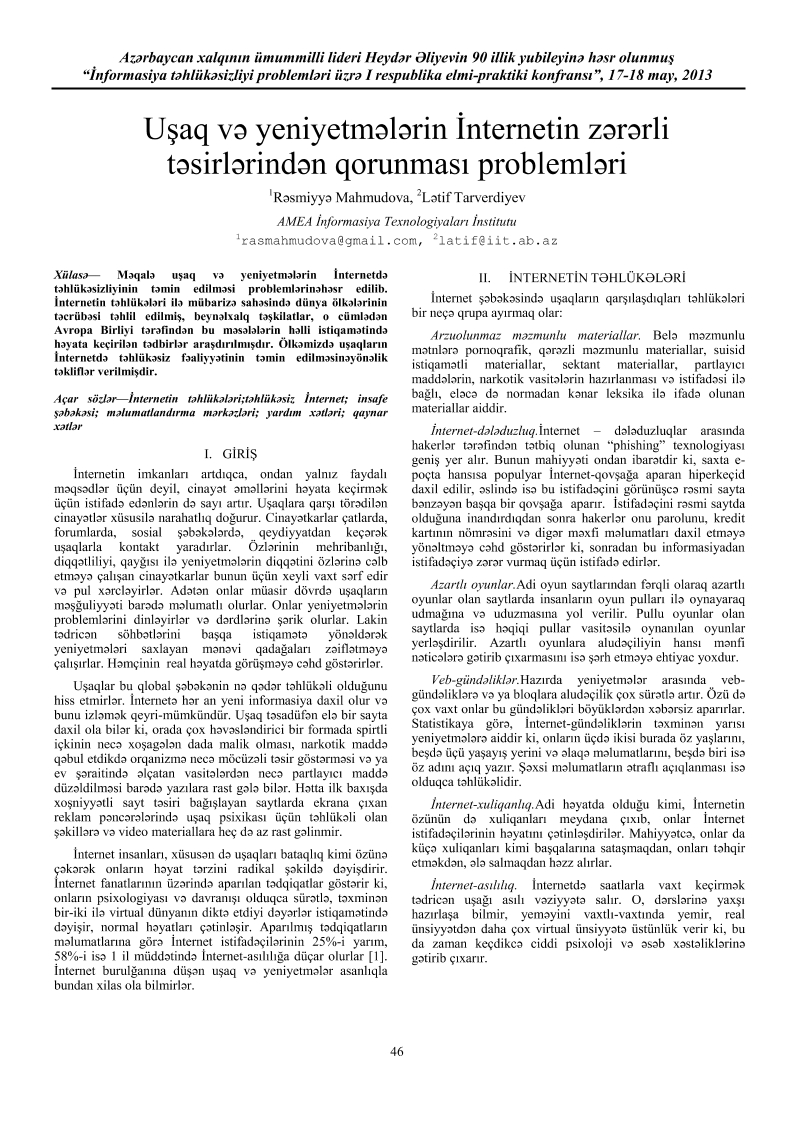 Azərbaycan xalqının ümummilli lideri Heydər Əliyevin 90 illik yubileyinə həsr olunmuş
“İnformasiya təhlükəsizliyi problemləri üzrə I respublika elmi-praktiki konfransı”, 17-18 may, 2013
Uşaq və yeniyetmələrin İnternetin zərərli
təsirlərindən qorunması problemləri
1Rəsmiyyə Mahmudova, 2Lətif Tarverdiyev
AMEA İnformasiya Texnologiyaları İnstitutu
1rasmahmudova@gmail.com, 2latif@iit.ab.az
Xülasə— Məqalə uşaq və yeniyetmələrin İnternetdə
təhlükəsizliyinin təmin edilməsi problemlərinəhəsr edilib.
İnternetin təhlükələri ilə mübarizə sahəsində dünya ölkələrinin
təcrübəsi təhlil edilmiş, beynəlxalq təşkilatlar, o cümlədən
Avropa Birliyi tərəfindən bu məsələlərin həlli istiqamətində
həyata keçirilən tədbirlər araşdırılmışdır. Ölkəmizdə uşaqların
İnternetdə təhlükəsiz fəaliyyətinin təmin edilməsinəyönəlik
təkliflər verilmişdir.
Açar sözlər—İnternetin təhlükələri;təhlükəsiz İnternet; insafe
şəbəkəsi; məlumatlandırma mərkəzləri; yardım xətləri; qaynar
xətlər
I. GİRİŞ
İnternetin imkanları artdıqca, ondan yalnız faydalı
məqsədlər üçün deyil, cinayət əməllərini həyata keçirmək
üçün istifadə edənlərin də sayı artır. Uşaqlara qarşı törədilən
cinayətlər xüsusilə narahatlıq doğurur. Cinayətkarlar çatlarda,
forumlarda, sosial şəbəkələrdə, qeydiyyatdan keçərək
uşaqlarla kontakt yaradırlar. Özlərinin mehribanlığı,
diqqətliliyi, qayğısı ilə yeniyetmələrin diqqətini özlərinə cəlb
etməyə çalışan cinayətkarlar bunun üçün xeyli vaxt sərf edir
və pul xərcləyirlər. Adətən onlar müasir dövrdə uşaqların
məşğuliyyəti barədə məlumatlı olurlar. Onlar yeniyetmələrin
problemlərini dinləyirlər və dərdlərinə şərik olurlar. Lakin
tədricən söhbətlərini başqa istiqamətə yönəldərək
yeniyetmələri saxlayan mənəvi qadağaları zəiflətməyə
çalışırlar. Həmçinin real həyatda görüşməyə cəhd göstərirlər.
Uşaqlar bu qlobal şəbəkənin nə qədər təhlükəli olduğunu
hiss etmirlər. İnternetə hər an yeni informasiya daxil olur və
bunu izləmək qeyri-mümkündür. Uşaq təsadüfən elə bir sayta
daxil ola bilər ki, orada çox həvəsləndirici bir formada spirtli
içkinin necə xoşagələn dada malik olması, narkotik maddə
qəbul etdikdə orqanizmə necə möcüzəli təsir göstərməsi və ya
ev şəraitində əlçatan vasitələrdən necə partlayıcı maddə
düzəldilməsi barədə yazılara rast gələ bilər. Hətta ilk baxışda
xoşniyyətli sayt təsiri bağışlayan saytlarda ekrana çıxan
reklam pəncərələrində uşaq psixikası üçün təhlükəli olan
şəkillərə və video materiallara heç də az rast gəlinmir.
İnternet insanları, xüsusən də uşaqları bataqlıq kimi özünə
çəkərək onların həyat tərzini radikal şəkildə dəyişdirir.
İnternet fanatlarının üzərində aparılan tədqiqatlar göstərir ki,
onların psixologiyası və davranışı olduqca sürətlə, təxminən
bir-iki ilə virtual dünyanın diktə etdiyi dəyərlər istiqamətində
dəyişir, normal həyatları çətinləşir. Aparılmış tədqiqatların
məlumatlarına görə İnternet istifadəçilərinin 25%-i yarım,
58%-i isə 1 il müddətində İnternet-asılılığa düçar olurlar [1].
İnternet burulğanına düşən uşaq və yeniyetmələr asanlıqla
bundan xilas ola bilmirlər.
II. İNTERNETİN TƏHLÜKƏLƏRİ
İnternet şəbəkəsində uşaqların qarşılaşdıqları təhlükələri
bir neçə qrupa ayırmaq olar:
Arzuolunmaz məzmunlu materiallar. Belə məzmunlu
mətnlərə pornoqrafik, qərəzli məzmunlu materiallar, suisid
istiqamətli materiallar, sektant materiallar, partlayıcı
maddələrin, narkotik vasitələrin hazırlanması və istifadəsi ilə
bağlı, eləcə də normadan kənar leksika ilə ifadə olunan
materiallar aiddir.
İnternet-dələduzluq.İnternet – dələduzluqlar arasında
hakerlər tərəfindən tətbiq olunan “phishing” texnologiyası
geniş yer alır. Bunun mahiyyəti ondan ibarətdir ki, saxta e-
poçta hansısa populyar İnternet-qovşağa aparan hiperkeçid
daxil edilir, əslində isə bu istifadəçini görünüşcə rəsmi sayta
bənzəyən başqa bir qovşağa aparır. İstifadəçini rəsmi saytda
olduğuna inandırdıqdan sonra hakerlər onu parolunu, kredit
kartının nömrəsini və digər məxfi məlumatları daxil etməyə
yönəltməyə cəhd göstərirlər ki, sonradan bu informasiyadan
istifadəçiyə zərər vurmaq üçün istifadə edirlər.
Azartlı oyunlar.Adi oyun saytlarından fərqli olaraq azartlı
oyunlar olan saytlarda insanların oyun pulları ilə oynayaraq
udmağına və uduzmasına yol verilir. Pullu oyunlar olan
saytlarda isə həqiqi pullar vasitəsilə oynanılan oyunlar
yerləşdirilir. Azartlı oyunlara aludəçiliyin hansı mənfi
nəticələrə gətirib çıxarmasını isə şərh etməyə ehtiyac yoxdur.
Veb-gündəliklər.Hazırda yeniyetmələr arasında veb-
gündəliklərə və ya bloqlara aludəçilik çox sürətlə artır. Özü də
çox vaxt onlar bu gündəlikləri böyüklərdən xəbərsiz aparırlar.
Statistikaya görə, İnternet-gündəliklərin təxminən yarısı
yeniyetmələrə aiddir ki, onların üçdə ikisi burada öz yaşlarını,
beşdə üçü yaşayış yerini və əlaqə məlumatlarını, beşdə biri isə
öz adını açıq yazır. Şəxsi məlumatların ətraflı açıqlanması isə
olduqca təhlükəlidir.
İnternet-xuliqanlıq.Adi həyatda olduğu kimi, İnternetin
özünün də xuliqanları meydana çıxıb, onlar İnternet
istifadəçilərinin həyatını çətinləşdirilər. Mahiyyətcə, onlar da
küçə xuliqanları kimi başqalarına sataşmaqdan, onları təhqir
etməkdən, ələ salmaqdan həzz alırlar.
İnternet-asılılıq. İnternetdə saatlarla vaxt keçirmək
tədricən uşağı asılı vəziyyətə salır. O, dərslərinə yaxşı
hazırlaşa bilmir, yeməyini vaxtlı-vaxtında yemir, real
ünsiyyətdən daha çox virtual ünsiyyətə üstünlük verir ki, bu
da zaman keçdikcə ciddi psixoloji və əsəb xəstəliklərinə
gətirib çıxarır.
46